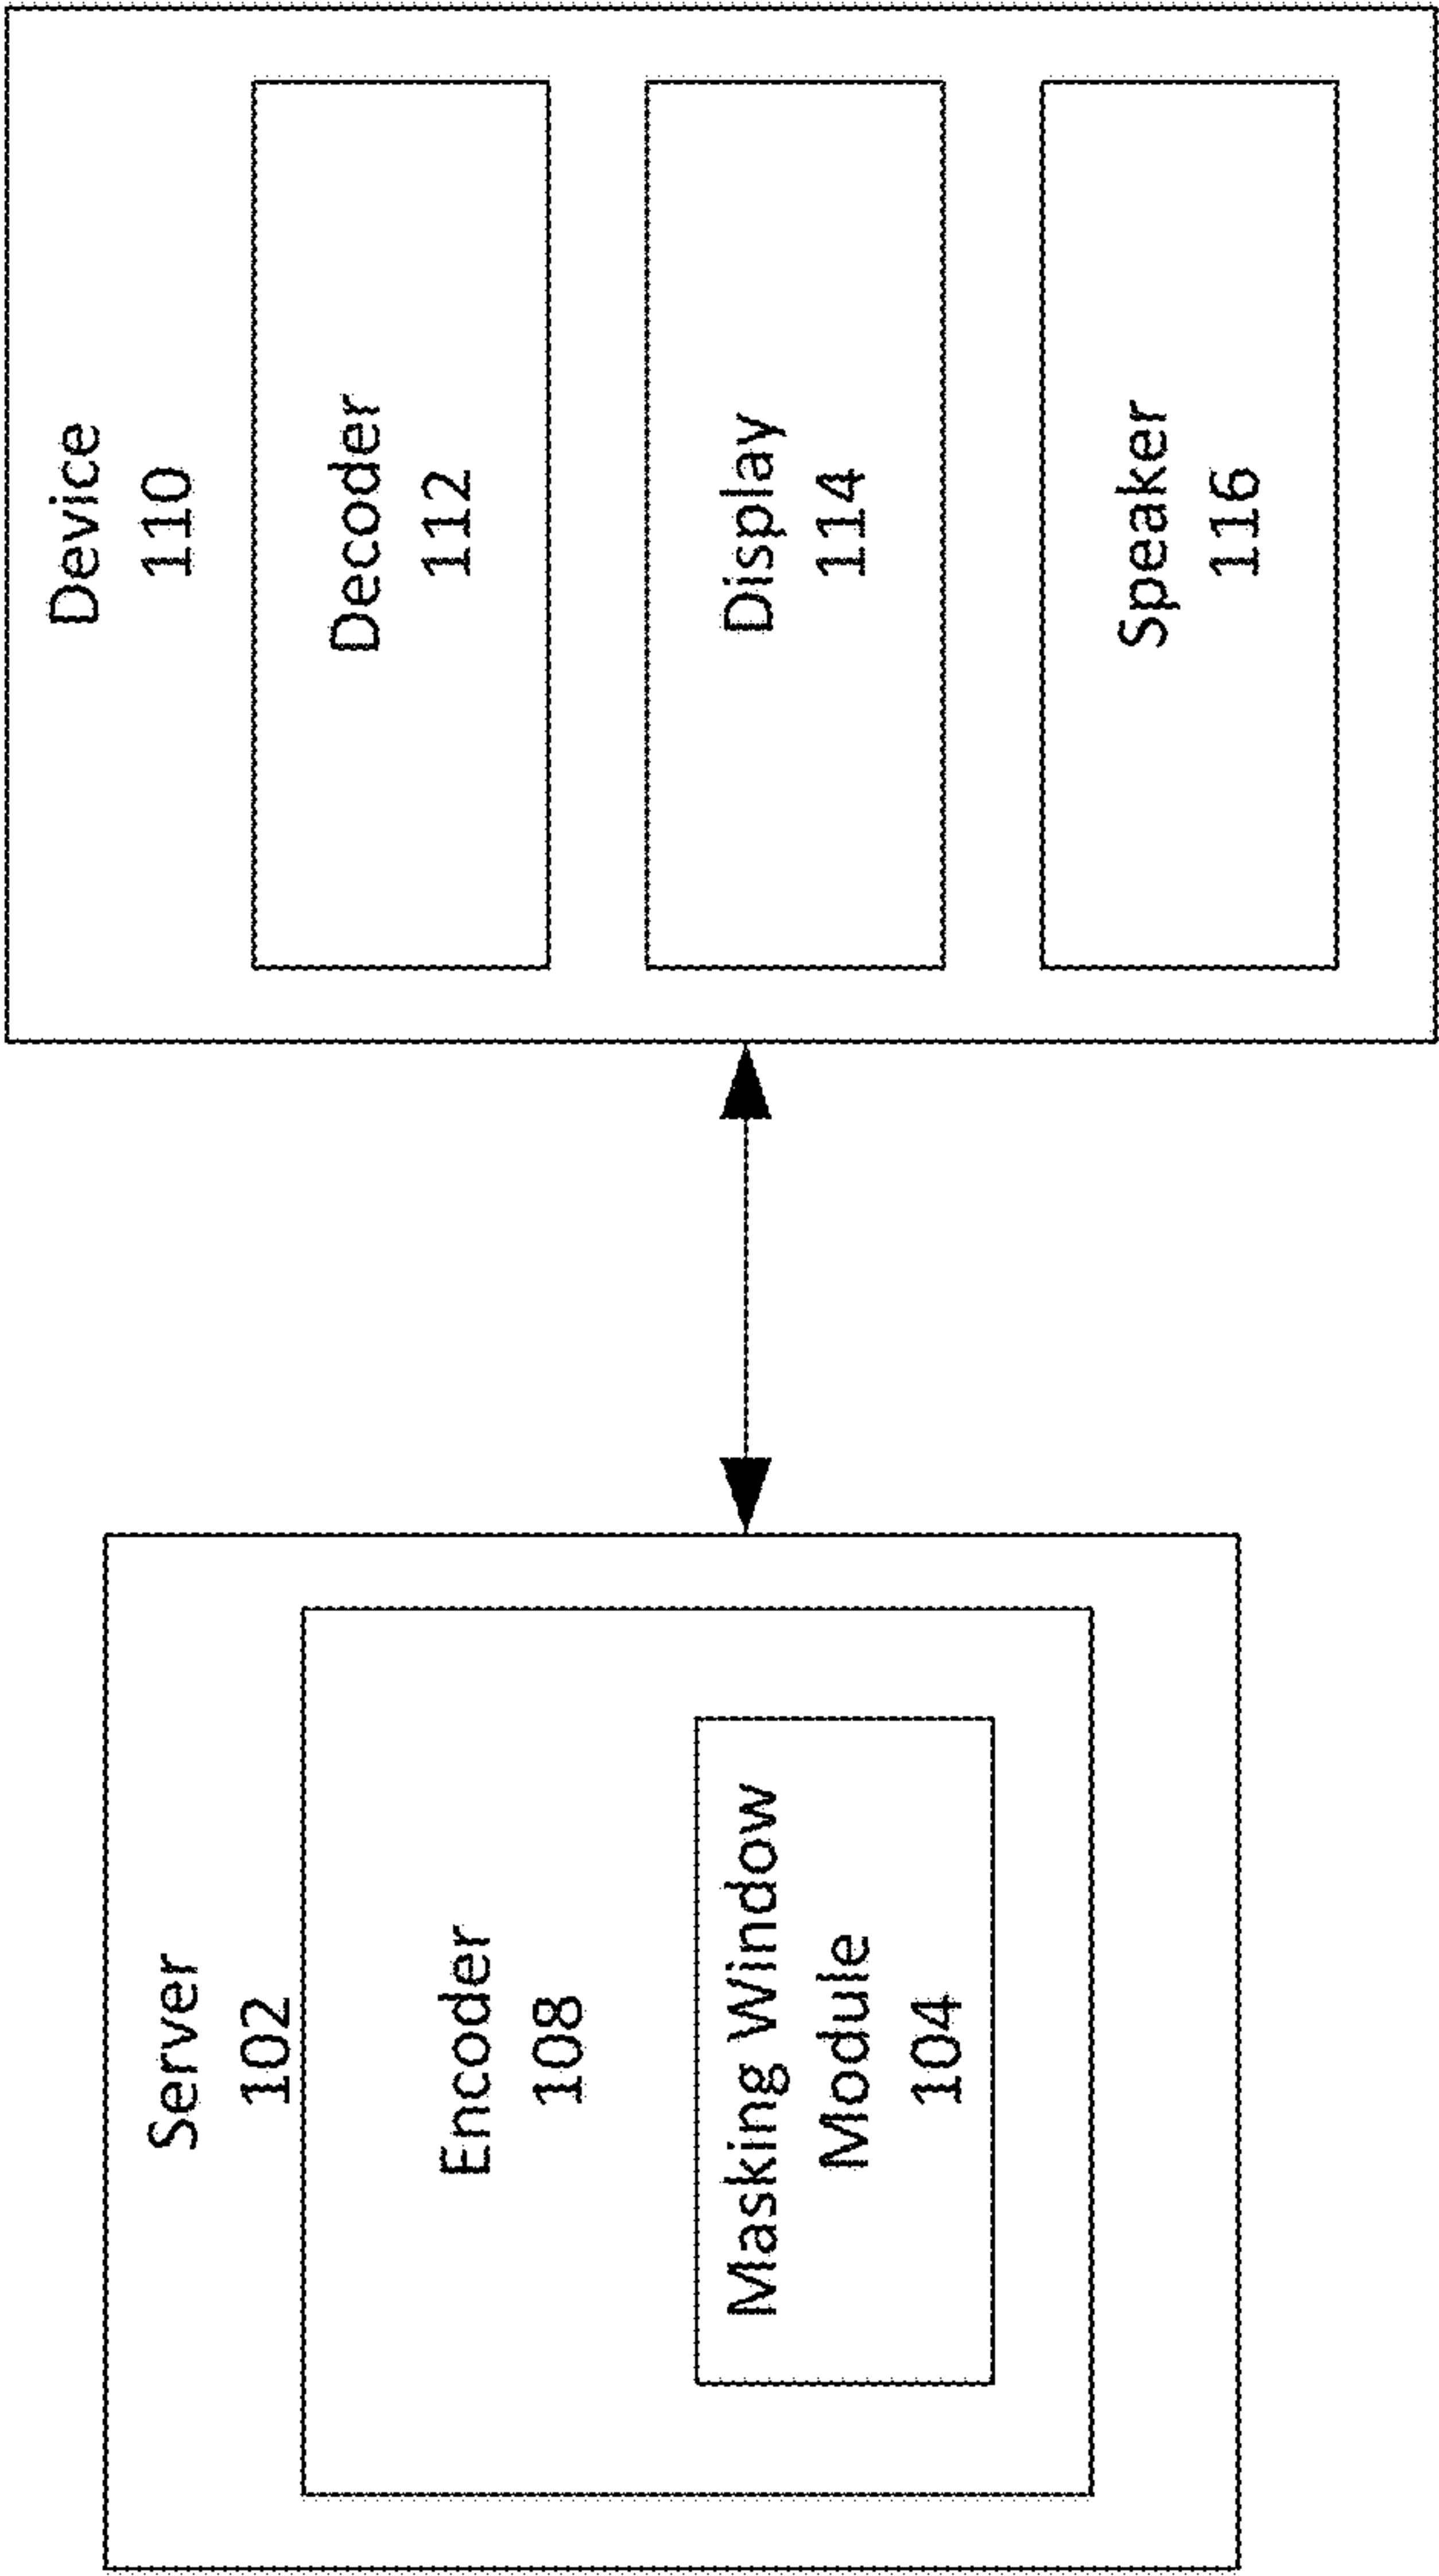 Server
102
Encoder
108
Masking Window
Module
104
Device
110
Decoder
112
Display
114
Speaker
116